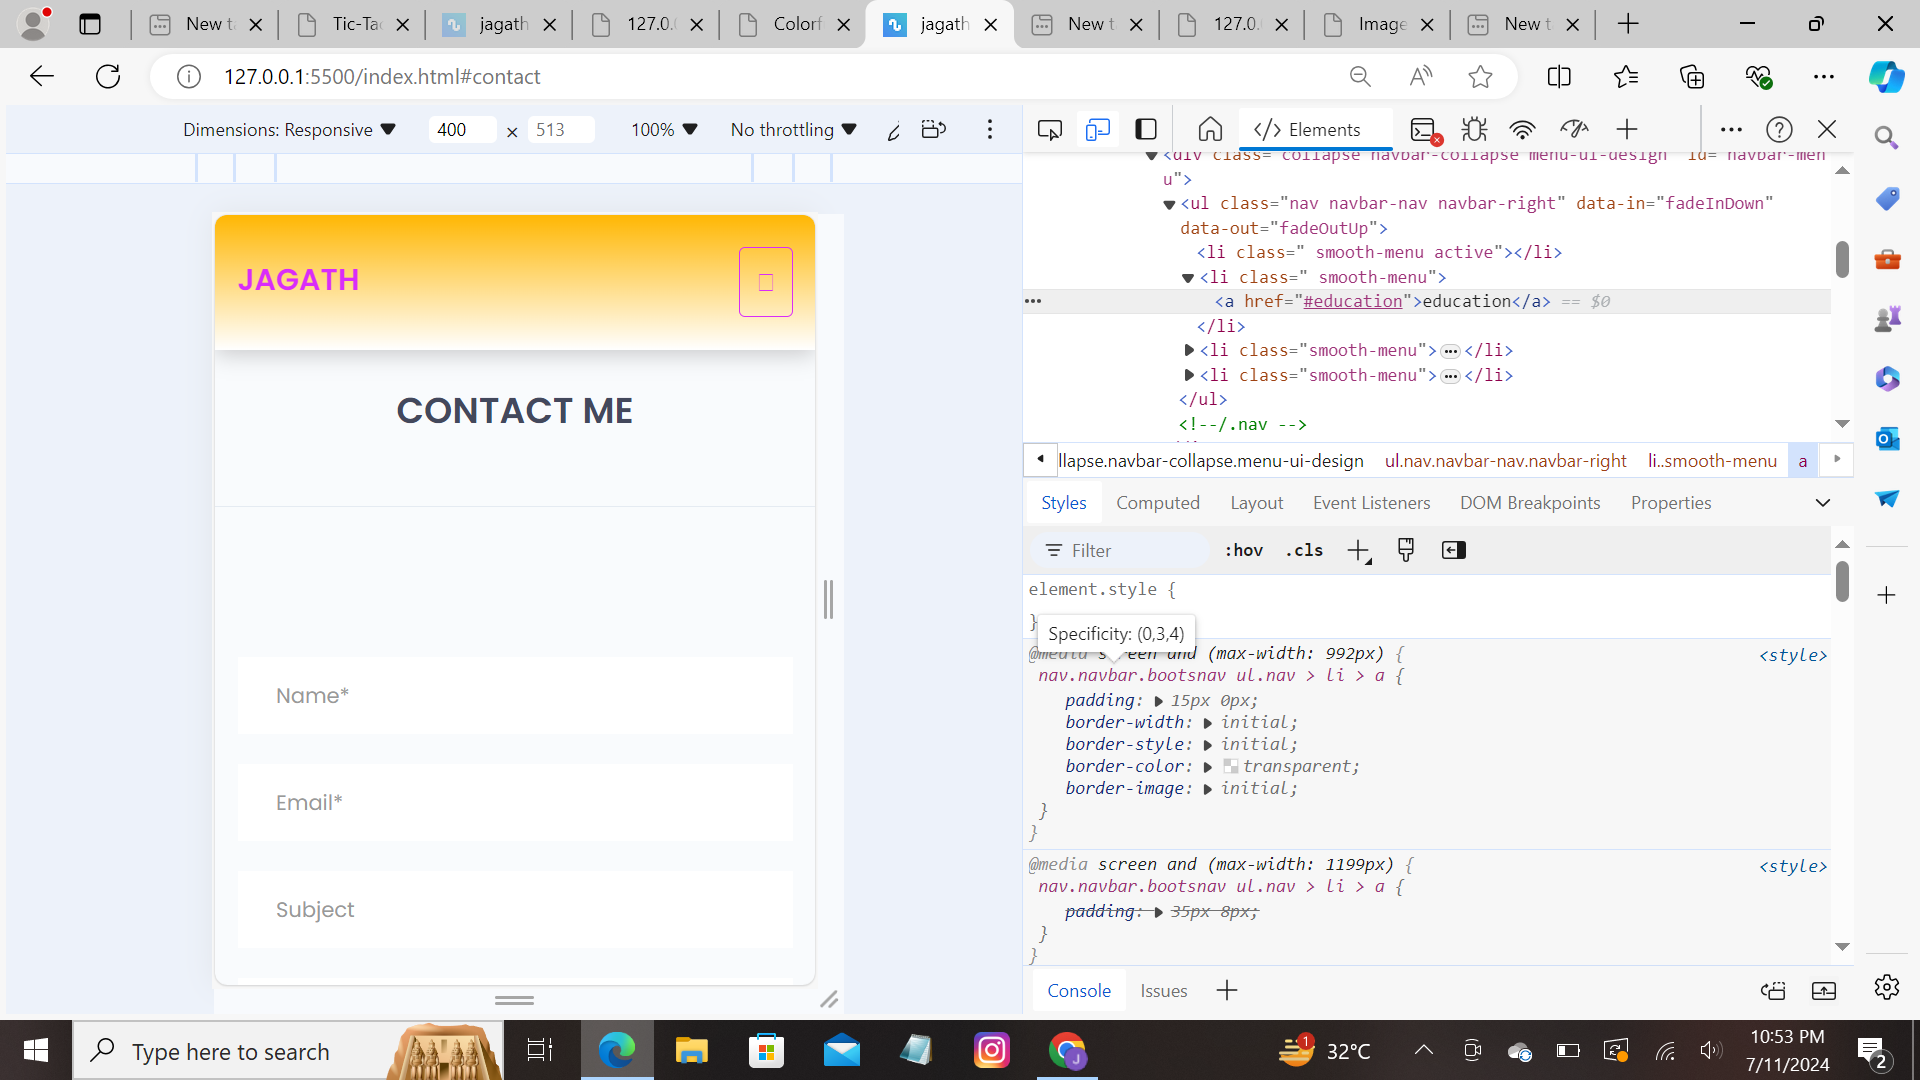 New t
Tic-Tac
jagath
127.0.0
Colorf
jagath
New t
127.0.
Image
New t
127.0.0.1:5500/index.html#contact
Dimensions: Responsive 400 × 513 100% No throttling
Elements
<div class="collapse navbar-collapse menu-ui-design" id="navbar-men
u">
<ul class="nav navbar-nav navbar-right" data-in="fadeInDown"
data-out="fadeOutUp">
<li class=" smooth-menu active"></li>
<li class=" smooth-menu">
<a href="#education">education</a> == $0
</li>
<li class="smooth-menu"></li>
<li class="smooth-menu"></li>
</ul>
<!--/.nav -->
llapse.navbar-collapse.menu-ui-design ul.nav.navbar-nav.navbar-right li..smooth-menu a
Styles Computed Layout Event Listeners DOM Breakpoints Properties
Filter :hov .cls
element.style {
}
Specificity: (0,3,4)
@media screen and (max-width: 992px) { <style>
nav.navbar.bootsnav ul.nav > li > a {
padding: 15px 0px;
border-width: initial;
border-style: initial;
border-color: transparent;
border-image: initial;
}
}
@media screen and (max-width: 1199px) { <style>
nav.navbar.bootsnav ul.nav > li > a {
padding: 35px 8px;
}
}
Console Issues
JAGATH
CONTACT ME
Name*
Email*
Subject
Type here to search
1
32°C
10:53 PM
7/11/2024
2